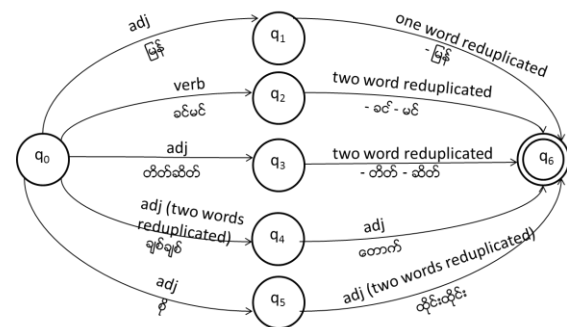 adj
မြန်
q1
one word reduplicated
- မြန်
verb
ခင်မင်
q2
two word reduplicated
- ခင် - မင်
q0
adj
တိတ်ဆိတ်
q3
two word reduplicated
- တိတ် - ဆိတ်
q6
adj (two words
reduplicated)
ချစ်ချစ်
q4
adj
တောက်
adj
စို
q5
adj (two words reduplicated)
ထိုင်းထိုင်း